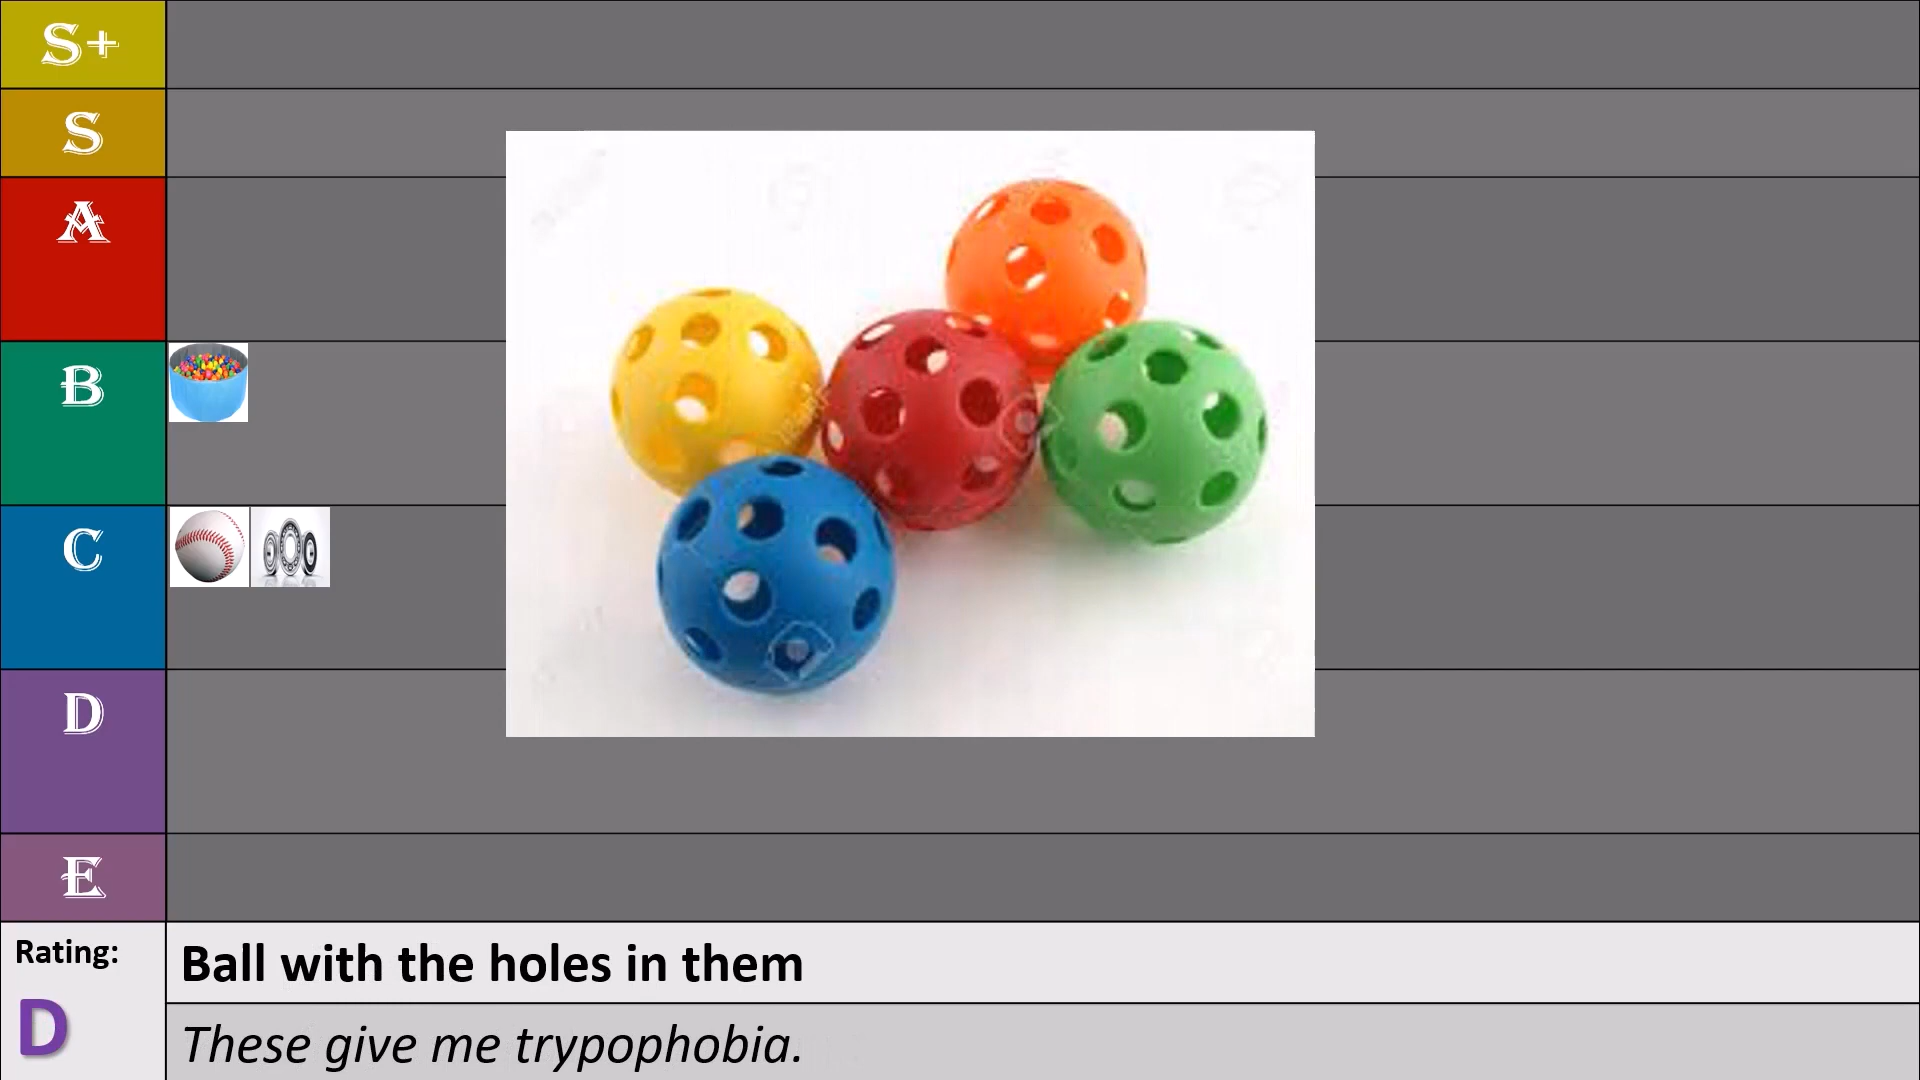 S+
S
A
B
C
D
E
Rating:
D
Ball with the holes in them
These give me trypophobia.